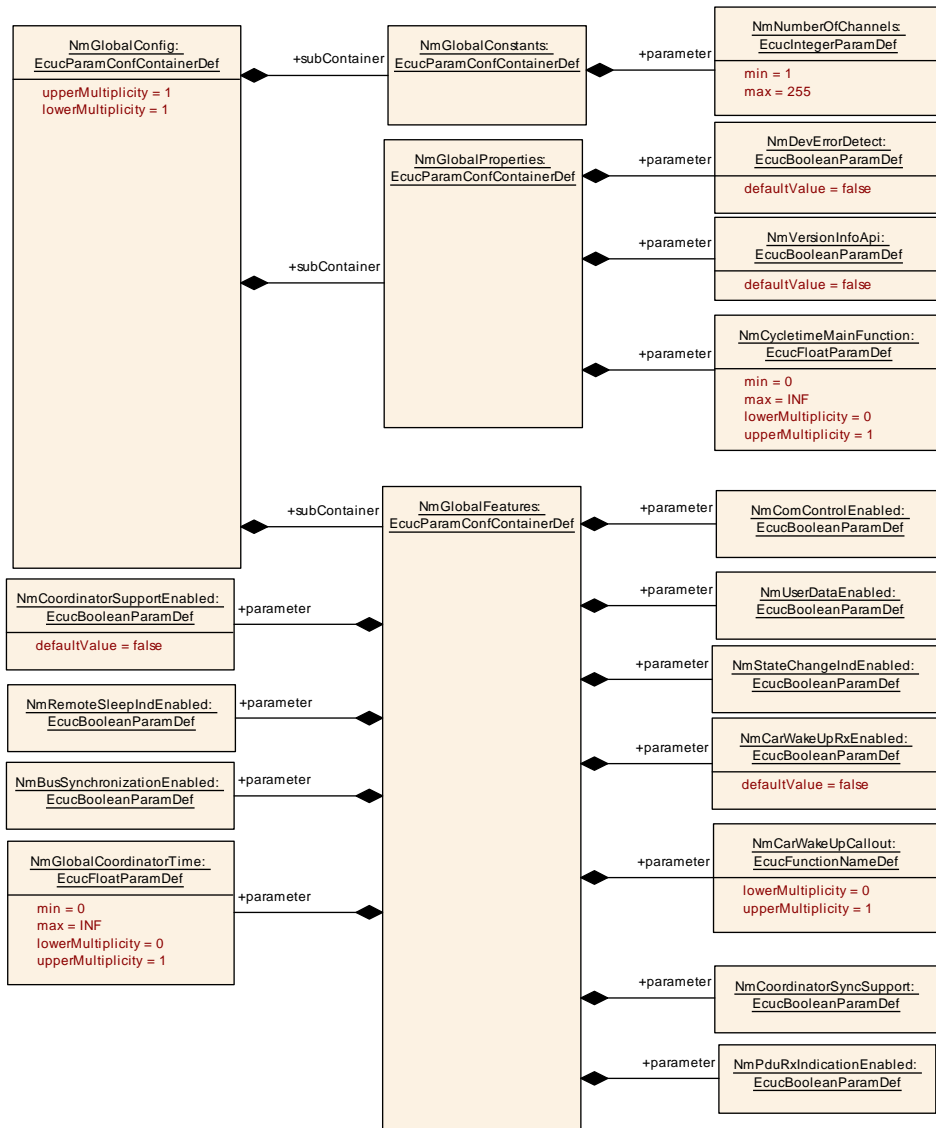 NmGlobalConfig:
EcucParamConfContainerDef
upperMultiplicity = 1
lowerMultiplicity = 1
+subContainer
NmGlobalConstants:
EcucParamConfContainerDef
+parameter
NmNumberOfChannels:
EcucIntegerParamDef
min = 1
max = 255
+subContainer
NmGlobalProperties:
EcucParamConfContainerDef
+parameter
NmDevErrorDetect:
EcucBooleanParamDef
defaultValue = false
+parameter
NmVersionInfoApi:
EcucBooleanParamDef
defaultValue = false
+parameter
NmCycletimeMainFunction:
EcucFloatParamDef
min = 0
max = INF
lowerMultiplicity = 0
upperMultiplicity = 1
+subContainer
NmGlobalFeatures:
EcucParamConfContainerDef
+parameter
NmComControlEnabled:
EcucBooleanParamDef
NmCoordinatorSupportEnabled:
EcucBooleanParamDef
defaultValue = false
+parameter
+parameter
NmUserDataEnabled:
EcucBooleanParamDef
+parameter
NmStateChangeIndEnabled:
EcucBooleanParamDef
NmRemoteSleepIndEnabled:
EcucBooleanParamDef
+parameter
+parameter
NmCarWakeUpRxEnabled:
EcucBooleanParamDef
defaultValue = false
NmBusSynchronizationEnabled:
EcucBooleanParamDef
+parameter
NmGlobalCoordinatorTime:
EcucFloatParamDef
min = 0
max = INF
lowerMultiplicity = 0
upperMultiplicity = 1
+parameter
+parameter
NmCarWakeUpCallout:
EcucFunctionNameDef
lowerMultiplicity = 0
upperMultiplicity = 1
+parameter
NmCoordinatorSyncSupport:
EcucBooleanParamDef
+parameter
NmPduRxIndicationEnabled:
EcucBooleanParamDef